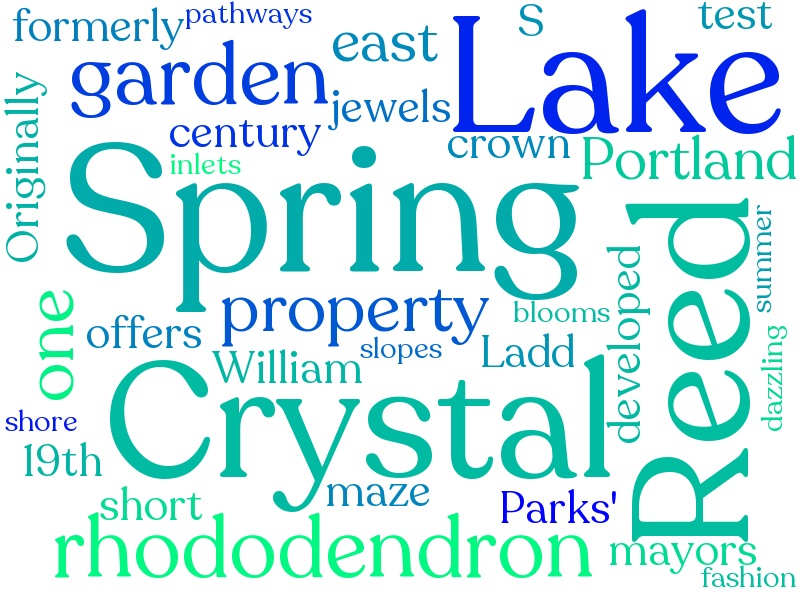 formerly
pathways
east
S
test
garden
Lake
jewels
century
crown
Portland
inlets
Originally
Spring
Reed
summer
developed
one
property
blooms
offers
slopes
Ladd
William
dazzling
Crystal
shore
19th
maze
short
Parks'
rhododendron
mayors
fashion